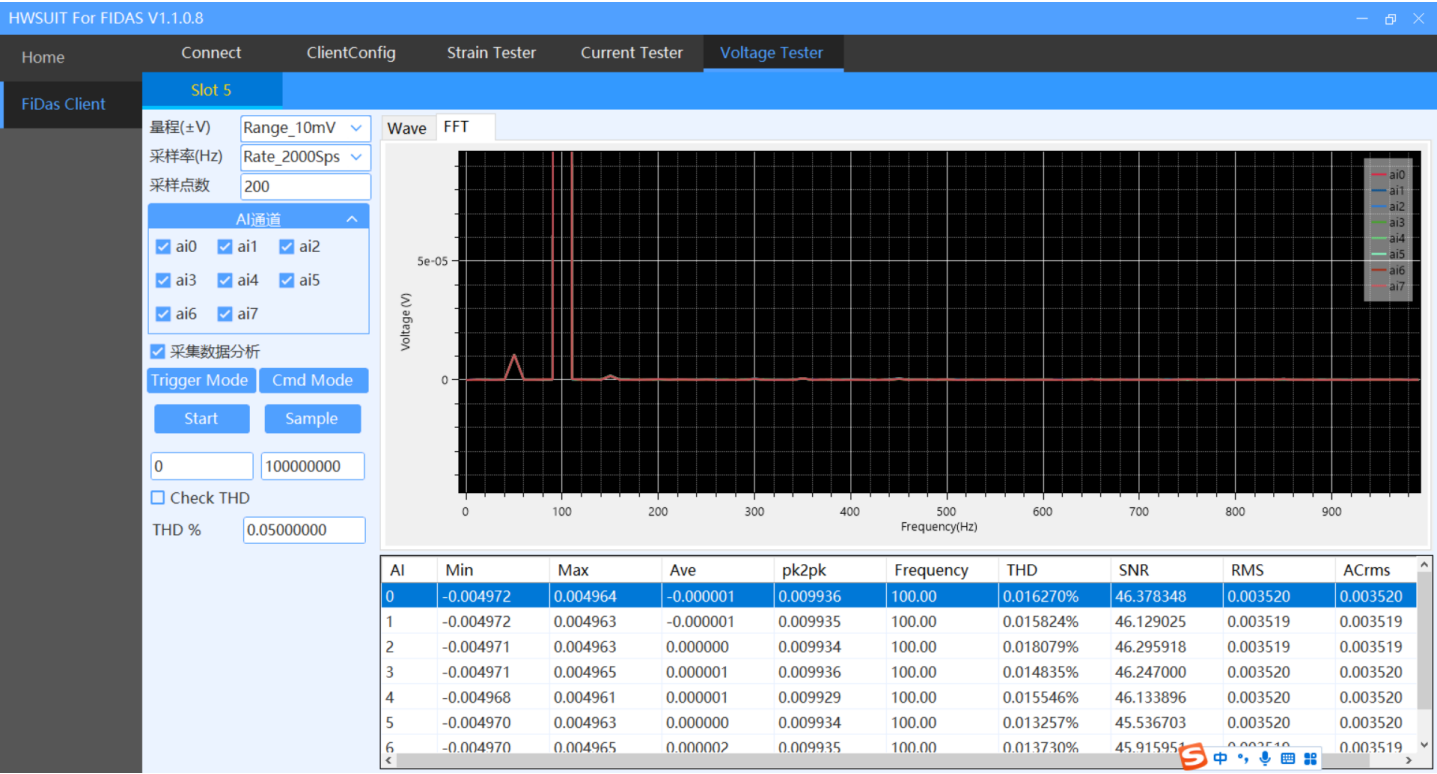 HWSUIT For FIDAS V1.1.0.8
Home
Connect ClientConfig Strain Tester Current Tester Voltage Tester
FiDas Client
Slot 5
量程(±V) Range_10mV
采样率(Hz) Rate_2000Sps
采样点数 200
AI通道
ai0 ai1 ai2
ai3 ai4 ai5
ai6 ai7
采集数据分析
Trigger Mode Cmd Mode
Start Sample
0 100000000
Check THD
THD % 0.05000000
Wave FFT
ai0
ai1
ai2
ai3
ai4
ai5
ai6
ai7
5e-05
0
Voltage (V)
0 100 200 300 400 500 600 700 800 900
Frequency(Hz)
AI Min Max Ave pk2pk Frequency THD SNR RMS ACrms
0 -0.004972 0.004964 -0.000001 0.009936 100.00 0.016270% 46.378348 0.003520 0.003520
1 -0.004972 0.004963 -0.000001 0.009935 100.00 0.015824% 46.129025 0.003519 0.003519
2 -0.004971 0.004963 0.000000 0.009934 100.00 0.018079% 46.295918 0.003519 0.003519
3 -0.004971 0.004965 0.000001 0.009936 100.00 0.014835% 46.247000 0.003520 0.003520
4 -0.004968 0.004961 0.000001 0.009929 100.00 0.015546% 46.133896 0.003520 0.003520
5 -0.004970 0.004963 0.000000 0.009934 100.00 0.013257% 45.536703 0.003520 0.003520
6 -0.004970 0.004965 0.000002 0.009935 100.00 0.013730% 0.003519
S 中